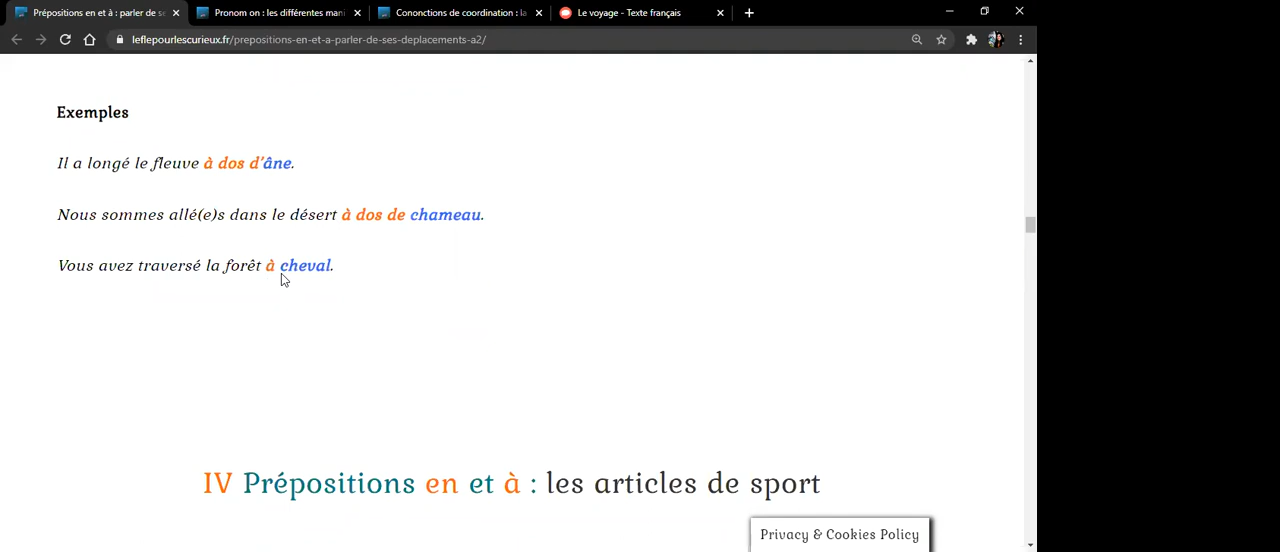 Prépositions en et à : parler de se
Pronom on : les différentes mani
Cononctions de coordination : la
Le voyage - Texte français
leflepourlescurieux.fr/prepositions-en-et-a-parler-de-ses-deplacements-a2/
Exemples
Il a longé le fleuve à dos d'âne.
Nous sommes allé(e)s dans le désert à dos de chameau.
Vous avez traversé la forêt à cheval.
IV Prépositions en et à : les articles de sport
Privacy & Cookies Policy